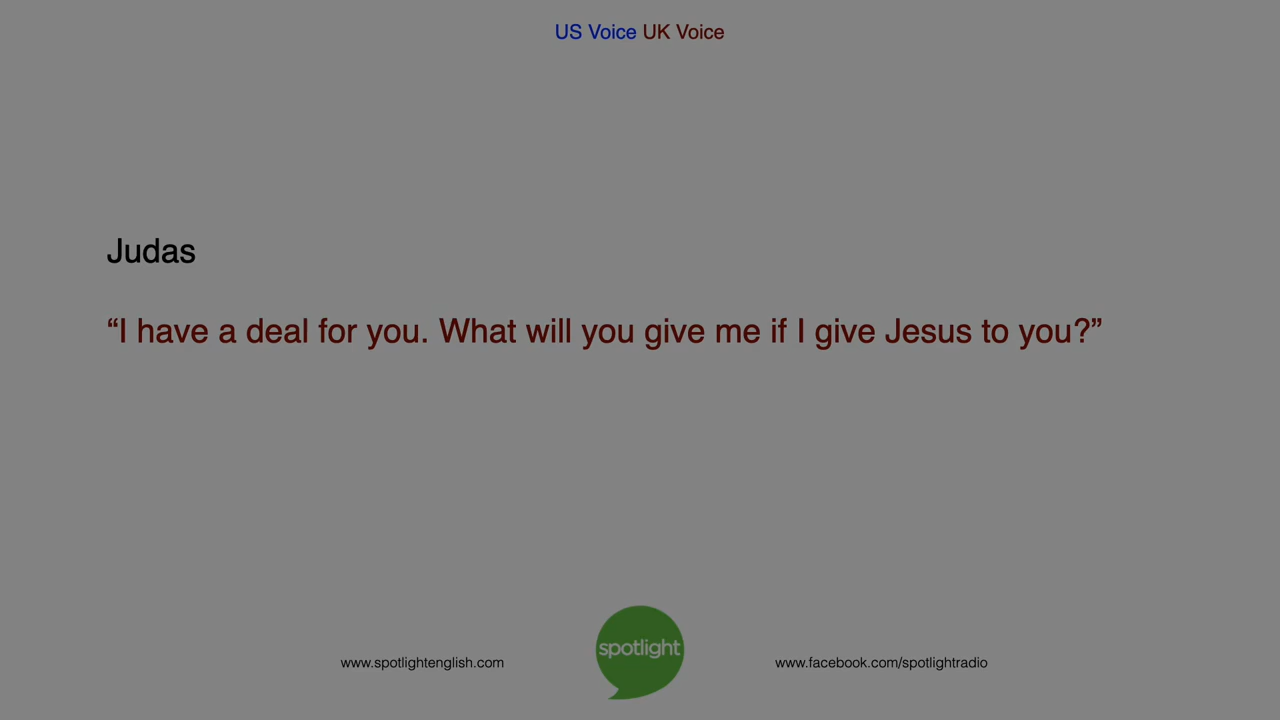 US Voice UK Voice
Judas
“I have a deal for you. What will you give me if I give Jesus to you?”
spotlight
www.spotlightenglish.com
www.facebook.com/spotlightradio